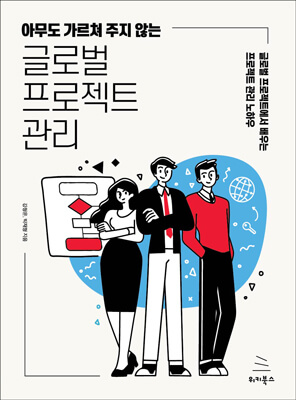 아무도 가르쳐 주지 않는
글로벌
프로젝트
관리
글로벌 프로젝트에서 배우는
프로젝트 관리 노하우
위키북스